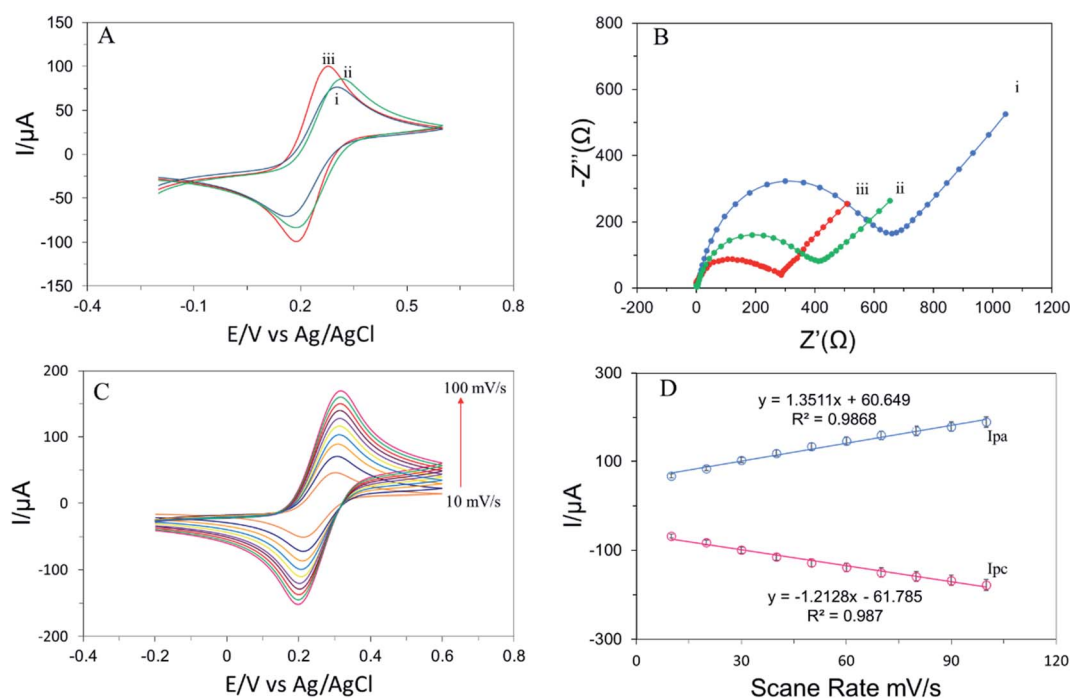 A
150
100
50
0
-50
-100
-150
-0.4
-0.1
0.2
0.5
0.8
I/µA
E/V vs Ag/AgCl
iii
ii
i
B
800
600
400
200
0
-200
0
200
400
600
800
1000
1200
-Z"(Ω)
Z'(Ω)
i
iii
ii
C
200
100
0
-100
-200
-0.4
-0.2
0
0.2
0.4
0.6
0.8
I/µA
E/V vs Ag/AgCl
100 mV/s
10 mV/s
D
300
100
-100
-300
0
30
60
90
120
I/µA
Scane Rate mV/s
y = 1.3511x + 60.649
R² = 0.9868
Ipa
Ipc
y = -1.2128x - 61.785
R² = 0.987